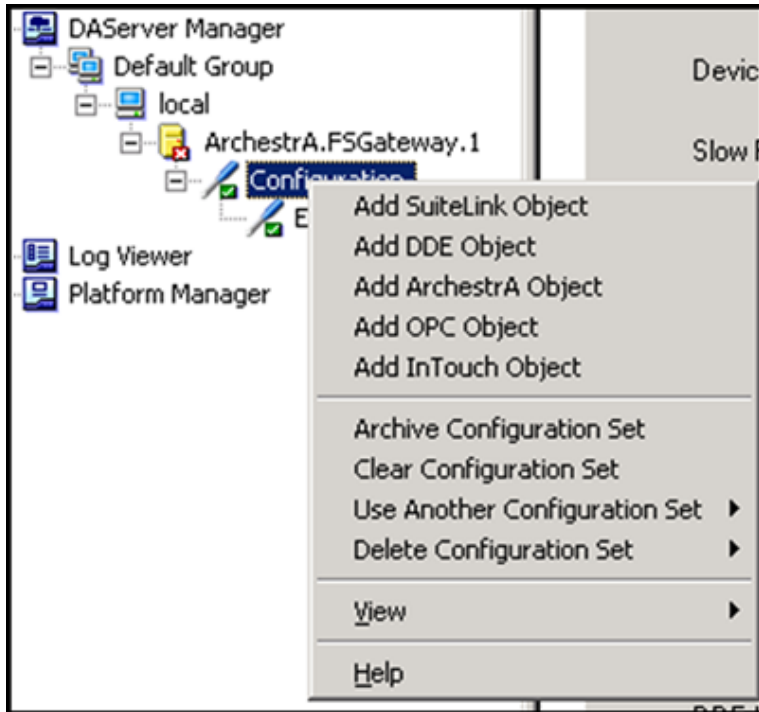 DAServer Manager
Default Group
local
ArchestrA.FSGateway.1
Configuration
Log Viewer
Platform Manager
Add SuiteLink Object
Add DDE Object
Add ArchestrA Object
Add OPC Object
Add InTouch Object
Archive Configuration Set
Clear Configuration Set
Use Another Configuration Set
Delete Configuration Set
View
Help
Devic
Slow